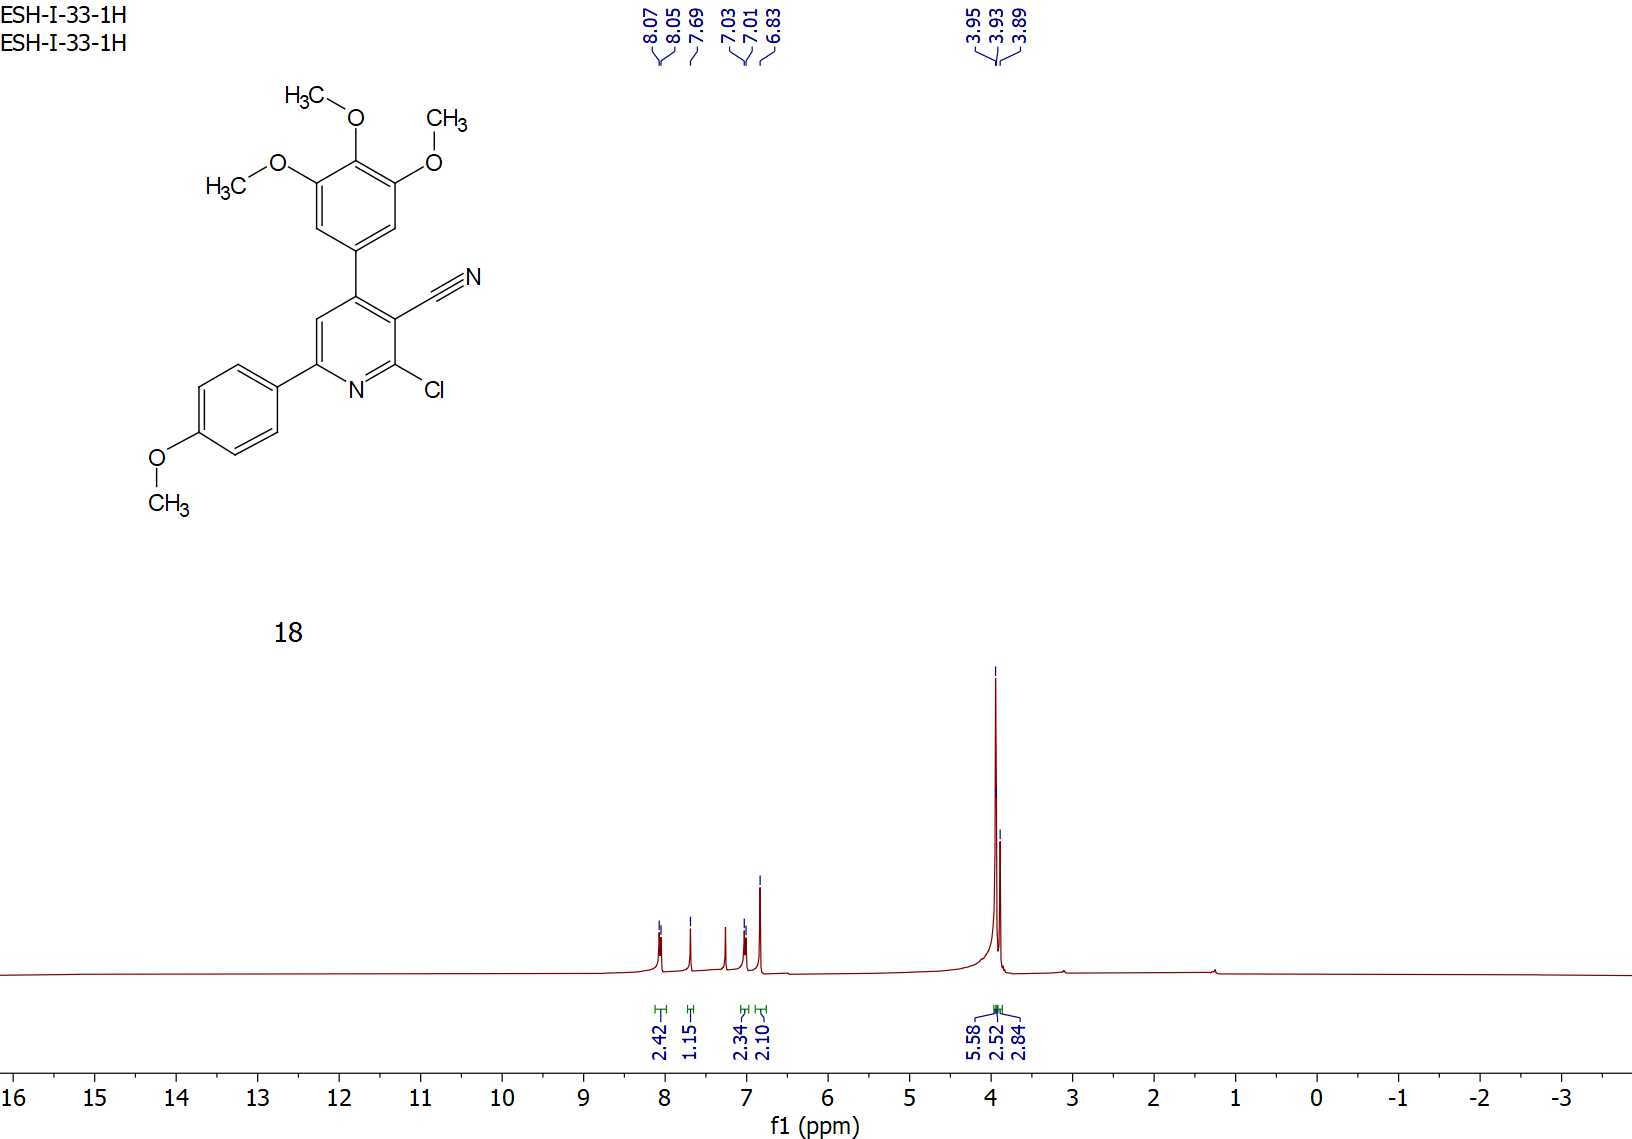 ESH-I-33-1H
ESH-I-33-1H
8.07
8.05
7.69
7.03
7.01
6.83
3.95
3.93
3.89
H3C
O
CH3
O
O
H3C
N
N
Cl
O
CH3
18
2.42
1.15
2.34
2.10
5.58
2.52
2.84
16 15 14 13 12 11 10 9 8 7 6 5 4 3 2 1 0 -1 -2 -3
f1 (ppm)